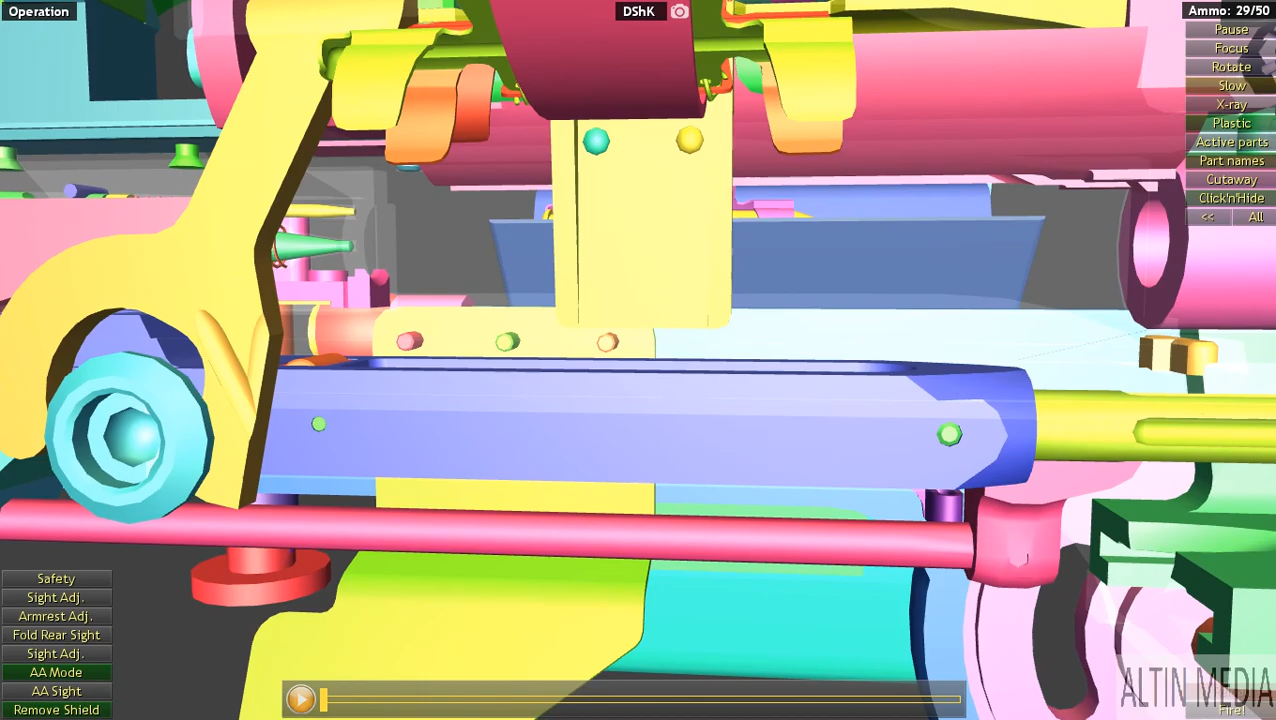 Operation
DShK
Ammo: 29/50
Pause
Focus
Rotate
Slow
X-ray
Plastic
Active parts
Part names
Cutaway
Click'n'Hide
<< All
Safety
Sight Adj.
Armrest Adj.
Fold Rear Sight
Sight Adj.
AA Mode
AA Sight
Remove Shield
ALTIN MEDIA
Fire!